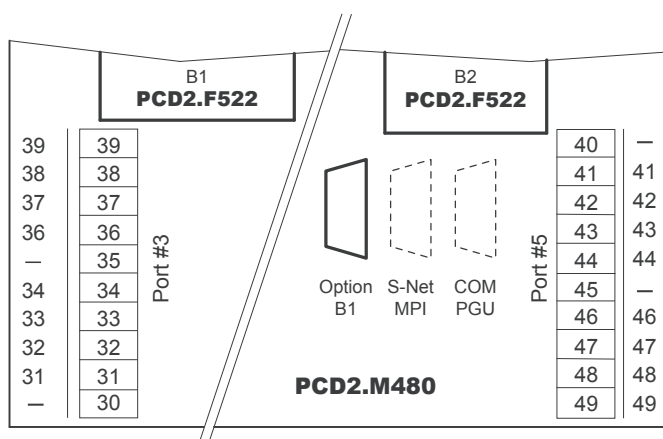 B1
PCD2.F522
B2
PCD2.F522
39 39
38 38
37 37
36 36
– 35
34 34
33 33
32 32
31 31
– 30
Port #3
Option B1
S-Net MPI
COM PGU
Port #5
40 –
41 41
42 42
43 43
44 44
45 –
46 46
47 47
48 48
49 49
PCD2.M480